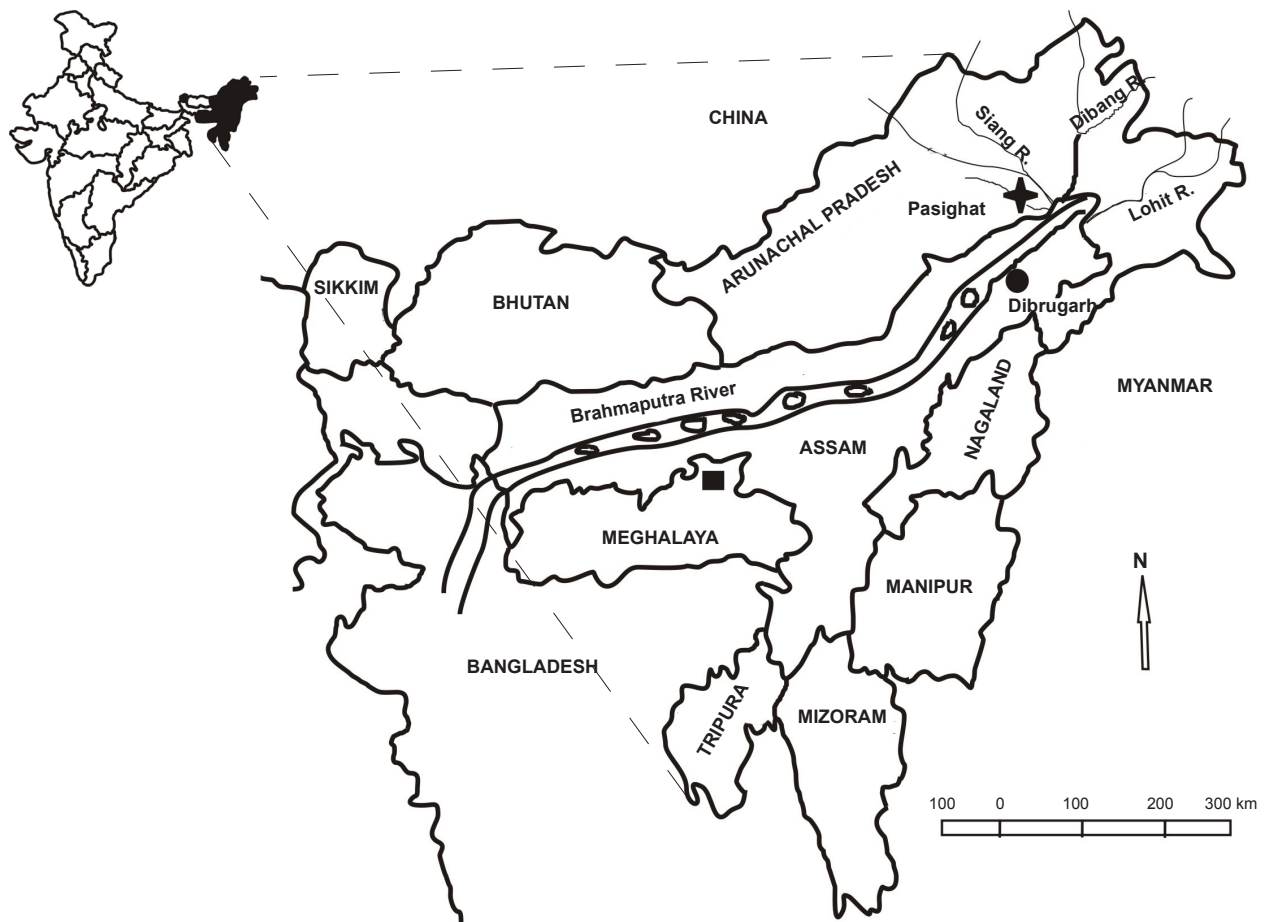 CHINA
Siang R.
Dibang R.
Lohit R.
Pasighat
ARUNACHAL PRADESH
SIKKIM
BHUTAN
Dibrugarh
Brahmaputra River
NAGALAND
MYANMAR
ASSAM
MEGHALAYA
MANIPUR
N
BANGLADESH
TRIPURA
MIZORAM
100 0 100 200 300 km